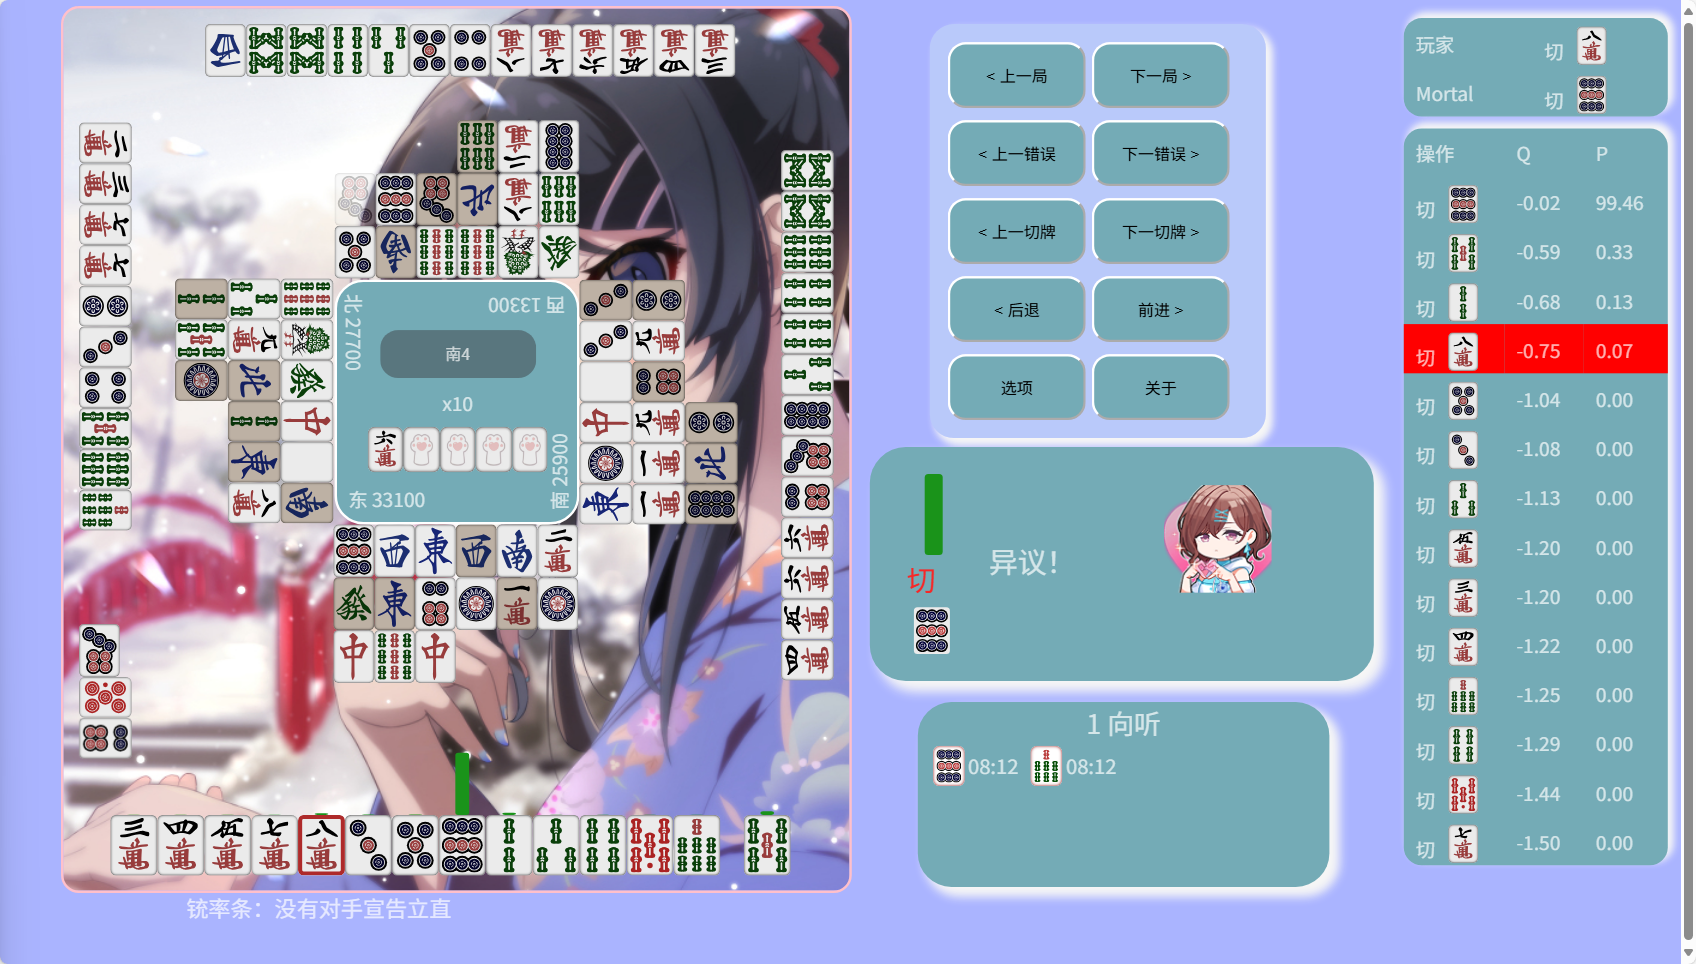 北 27700
西 13300
南4
x10
东 33100
南 25900
铳率条：没有对手宣告立直
< 上一局
下一局 >
< 上一错误
下一错误 >
< 上一切牌
下一切牌 >
< 后退
前进 >
选项
关于
切
异议！
1 向听
08:12
08:12
玩家 切
Mortal 切
操作 Q P
切 -0.02 99.46
切 -0.59 0.33
切 -0.68 0.13
切 -0.75 0.07
切 -1.04 0.00
切 -1.08 0.00
切 -1.13 0.00
切 -1.20 0.00
切 -1.20 0.00
切 -1.22 0.00
切 -1.25 0.00
切 -1.29 0.00
切 -1.44 0.00
切 -1.50 0.00